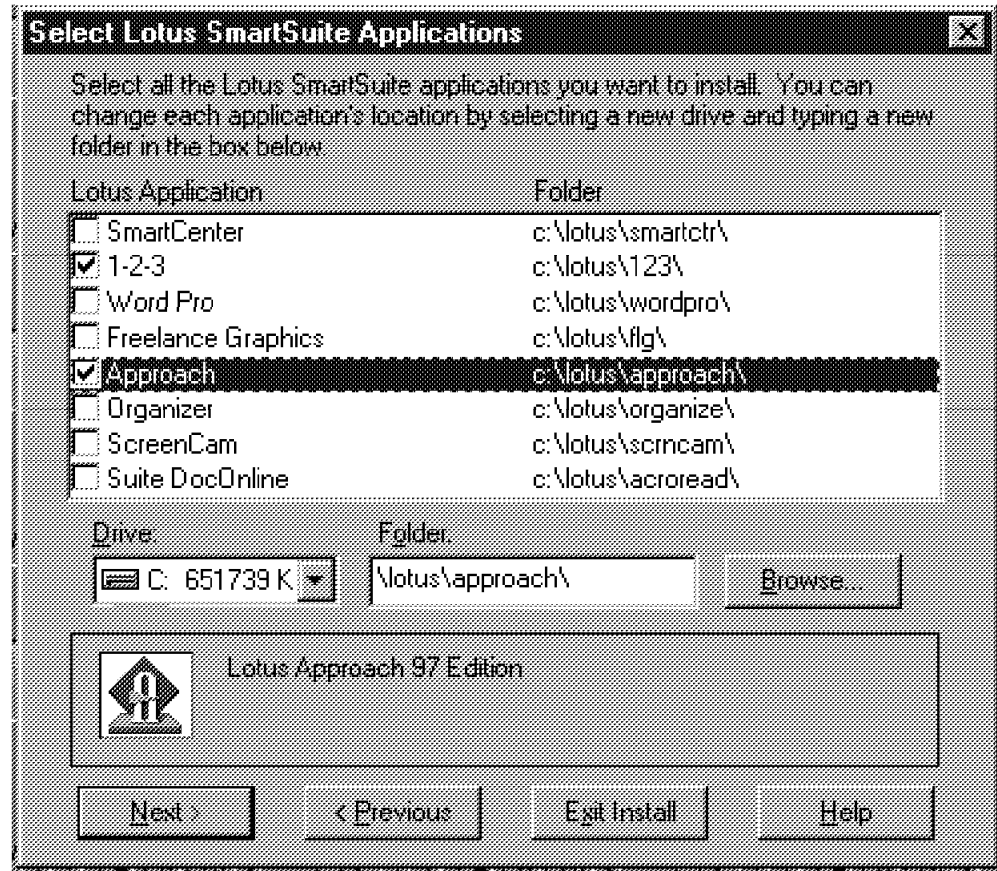 Select Lotus SmartSuite Applications
Select all the Lotus SmartSuite applications you want to install. You can
change each application's location by selecting a new drive and typing a new
folder in the box below.
Lotus Application Folder
SmartCenter c:\lotus\smartctr\
1-2-3 c:\lotus\123\
Word Pro c:\lotus\wordpro\
Freelance Graphics c:\lotus\flg\
Approach c:\lotus\approach\
Organizer c:\lotus\organize\
ScreenCam c:\lotus\scrncam\
Suite DocOnline c:\lotus\acroread\
Drive: Folder:
C: 651739 K \lotus\approach\ Browse...
Lotus Approach 97 Edition
Next > < Previous Exit Install Help